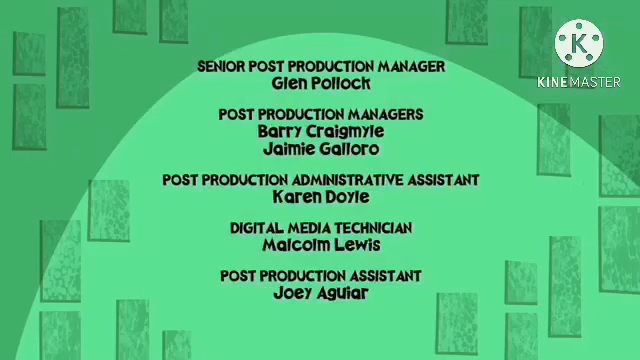 SENIOR POST PRODUCTION MANAGER
Glen Pollock
POST PRODUCTION MANAGERS
Barry Craigmyle
Jaimie Galloro
POST PRODUCTION ADMINISTRATIVE ASSISTANT
Karen Doyle
DIGITAL MEDIA TECHNICIAN
Malcolm Lewis
POST PRODUCTION ASSISTANT
Joey Aguiar
K
KINEMASTER